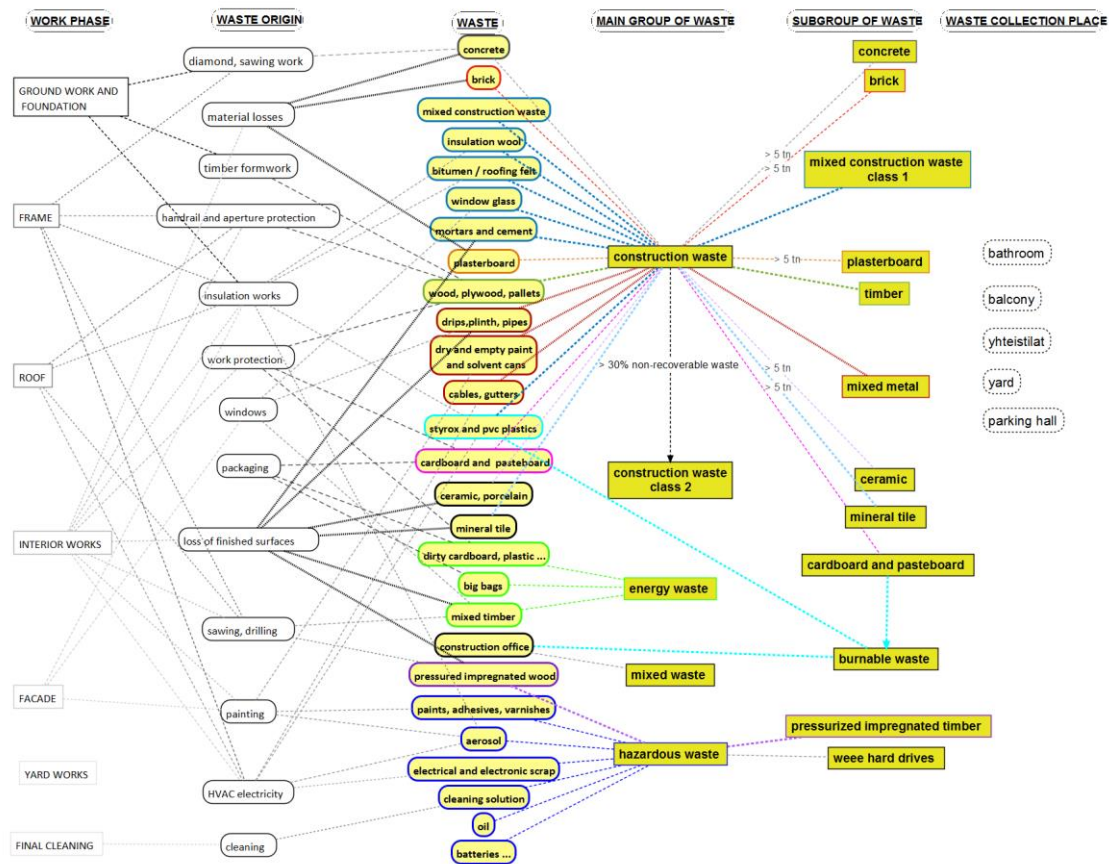 WORK PHASE
WASTE ORIGIN
WASTE
MAIN GROUP OF WASTE
SUBGROUP OF WASTE
WASTE COLLECTION PLACE
GROUND WORK AND
FOUNDATION
FRAME
ROOF
INTERIOR WORKS
FACADE
YARD WORKS
FINAL CLEANING
diamond, sawing work
material losses
timber formwork
handrail and aperture protection
insulation works
work protection
windows
packaging
loss of finished surfaces
sawing, drilling
painting
HVAC electricity
cleaning
concrete
brick
mixed construction waste
insulation wool
bitumen / roofing felt
window glass
mortars and cement
plasterboard
wood, plywood, pallets
drips,plinth, pipes
dry and empty paint
and solvent cans
cables, gutters
styrox and pvc plastics
cardboard and pasteboard
ceramic, porcelain
mineral tile
dirty cardboard, plastic ...
big bags
mixed timber
construction office
pressured impregnated wood
paints, adhesives, varnishes
aerosol
electrical and electronic scrap
cleaning solution
oil
batteries ...
construction waste
> 30% non-recoverable waste
construction waste
class 2
energy waste
mixed waste
hazardous waste
> 5 tn
> 5 tn
> 5 tn
> 5 tn
> 5 tn
concrete
brick
mixed construction waste
class 1
plasterboard
timber
mixed metal
ceramic
mineral tile
cardboard and pasteboard
burnable waste
pressurized impregnated timber
weee hard drives
bathroom
balcony
yhteistilat
yard
parking hall